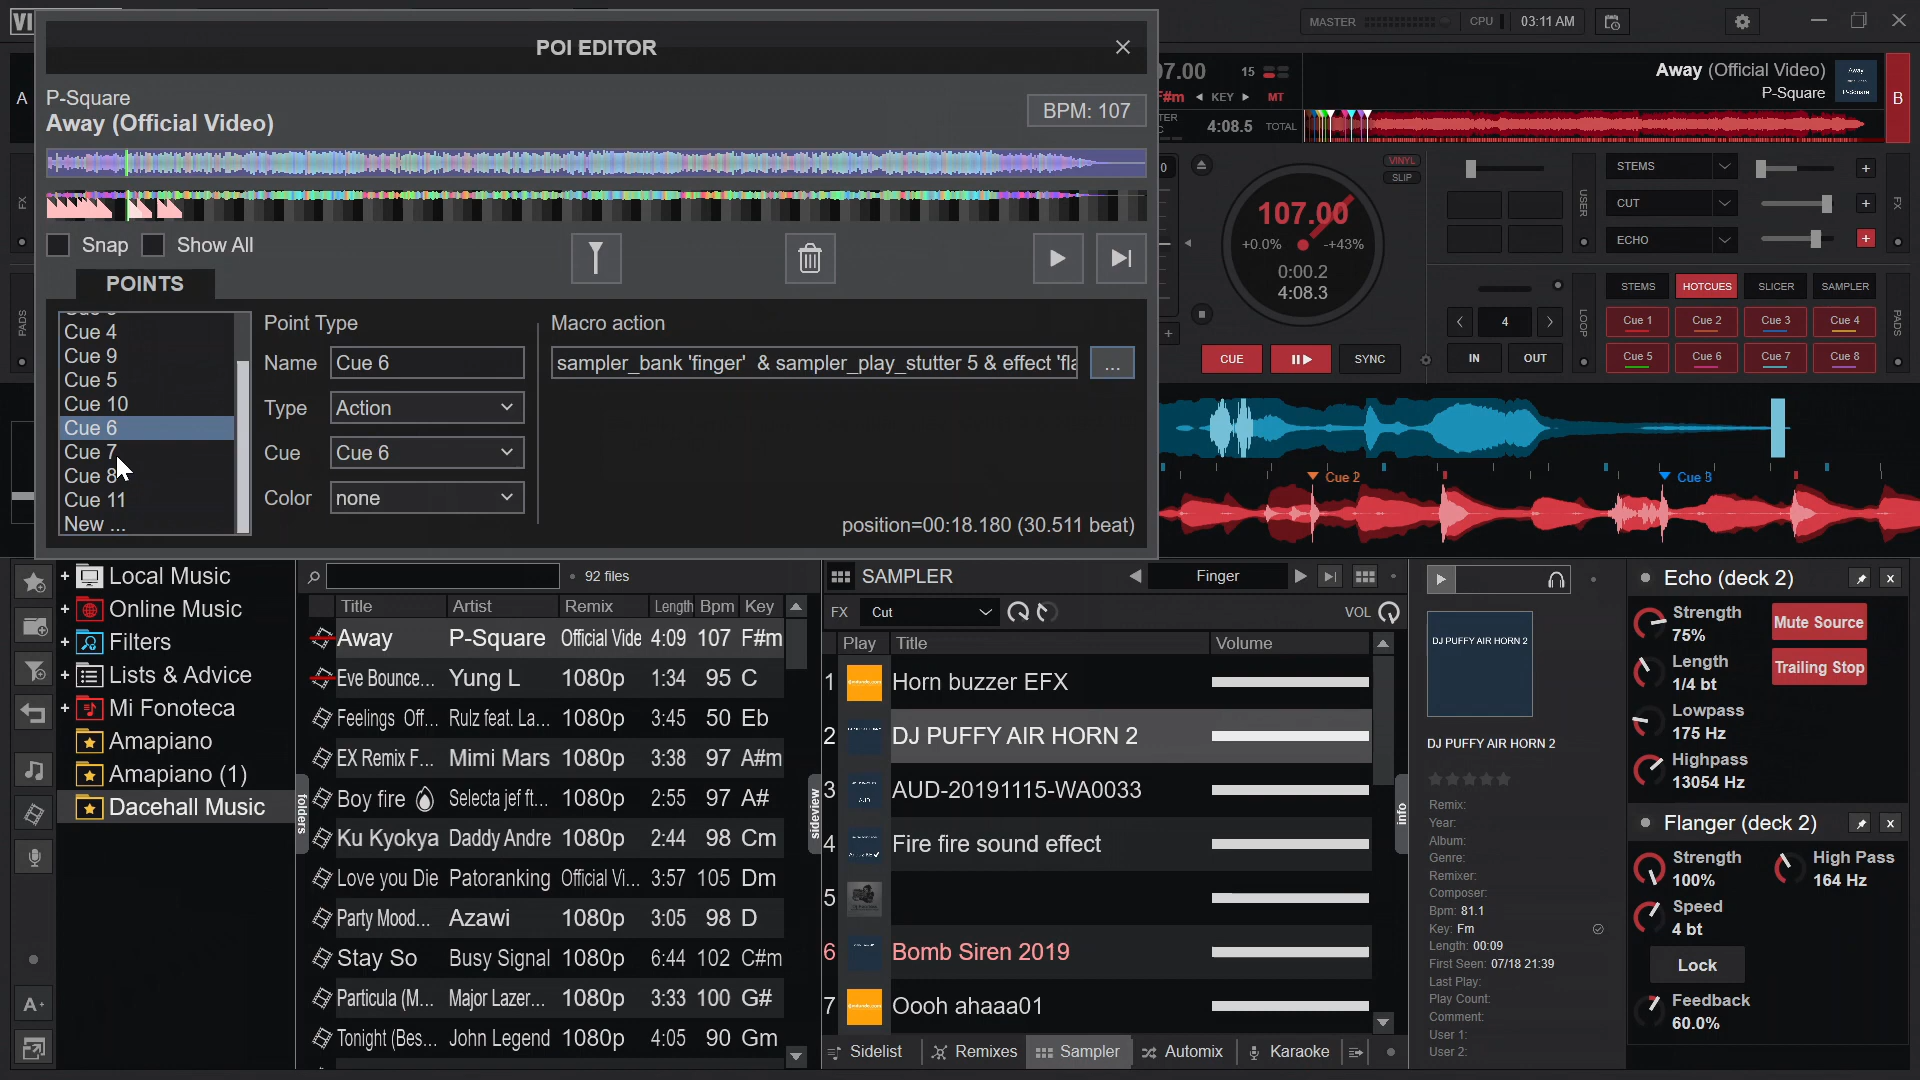 VI
POI EDITOR
P-Square
Away (Official Video)
BPM: 107
Snap
Show All
POINTS
Cue 4
Cue 9
Cue 5
Cue 10
Cue 6
Cue 7
Cue 8
Cue 11
New ...
Point Type
Name
Cue 6
Type
Action
Cue
Cue 6
Color
none
Macro action
sampler_bank 'finger' & sampler_play_stutter 5 & effect 'fla
...
position=00:18.180 (30.511 beat)
A
FX
PADS
MASTER
CPU
03:11 AM
07.00
15
F#m
KEY
MT
4:08.5
TOTAL
Away (Official Video)
P-Square
B
107.00
+0.0%
-+43%
0:00.2
4:08.3
VINYL
SLIP
CUE
SYNC
USER
STEMS
CUT
ECHO
FX
4
LOOP
IN
OUT
STEMS
HOTCUES
SLICER
SAMPLER
Cue 1
Cue 2
Cue 3
Cue 4
Cue 5
Cue 6
Cue 7
Cue 8
PADS
Cue 2
Cue 3
Local Music
Online Music
Filters
Lists & Advice
Mi Fonoteca
Amapiano
Amapiano (1)
Dacehall Music
folders
92 files
Title Artist Remix Length Bpm Key
Away P-Square Official Vide 4:09 107 F#m
Eve Bounce... Yung L 1080p 1:34 95 C
Feelings Off... Rulz feat. La... 1080p 3:45 50 Eb
EX Remix F... Mimi Mars 1080p 3:38 97 A#m
Boy fire Selecta jef ft... 1080p 2:55 97 A#
Ku Kyokya Daddy Andre 1080p 2:44 98 Cm
Love you Die Patoranking Official Vi... 3:57 105 Dm
Party Mood... Azawi 1080p 3:05 98 D
Stay So Busy Signal 1080p 6:44 102 C#m
Particula (M... Major Lazer... 1080p 3:33 100 G#
Tonight (Bes... John Legend 1080p 4:05 90 Gm
sideview
SAMPLER
Finger
FX
Cut
VOL
Play Title Volume
1 Horn buzzer EFX
2 DJ PUFFY AIR HORN 2
3 AUD-20191115-WA0033
4 Fire fire sound effect
5
6 Bomb Siren 2019
7 Oooh ahaaa01
Sidelist
Remixes
Sampler
Automix
Karaoke
info
DJ PUFFY AIR HORN 2
DJ PUFFY AIR HORN 2
Remix:
Year:
Album:
Genre:
Remixer:
Composer:
Bpm: 81.1
Key: Fm
Length: 00:09
First Seen: 07/18 21:39
Last Play:
Play Count:
Comment:
User 1:
User 2:
Echo (deck 2)
Strength
75%
Mute Source
Length
1/4 bt
Trailing Stop
Lowpass
175 Hz
Highpass
13054 Hz
Flanger (deck 2)
Strength
100%
High Pass
164 Hz
Speed
4 bt
Lock
Feedback
60.0%
A+